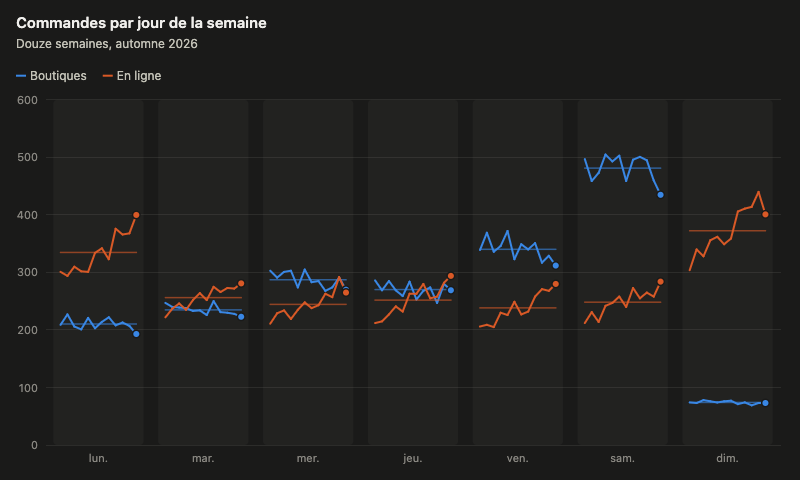 Commandes par jour de la semaine
Douze semaines, automne 2026
Boutiques En ligne
600
500
400
300
200
100
0
lun. mar. mer. jeu. ven. sam. dim.